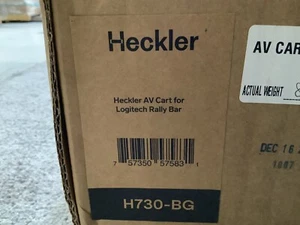 Heckler
Heckler AV Cart for
Logitech Rally Bar
7 57350 57583 1
H730-BG
AV CAR
ACTUAL WEIGHT
DEC 16